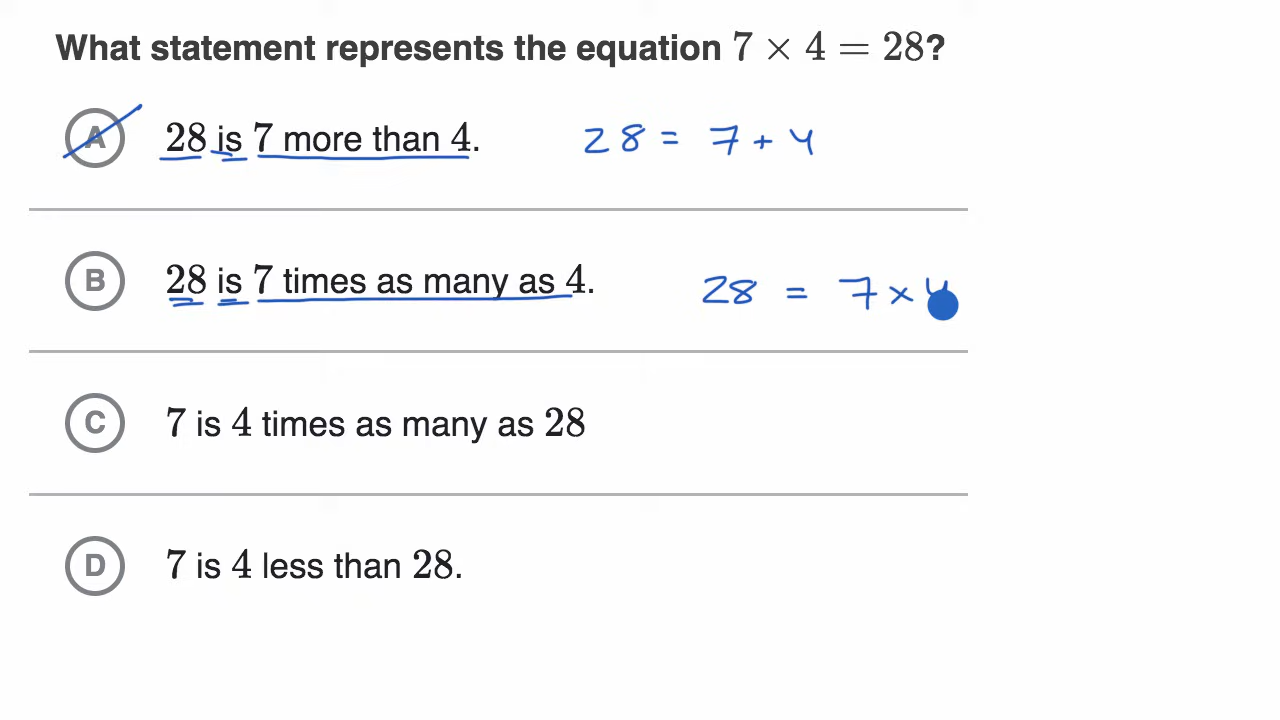 What statement represents the equation 7 × 4 = 28?
A 28 is 7 more than 4. 28 = 7 + 4
B 28 is 7 times as many as 4. 28 = 7 × 4
C 7 is 4 times as many as 28
D 7 is 4 less than 28.